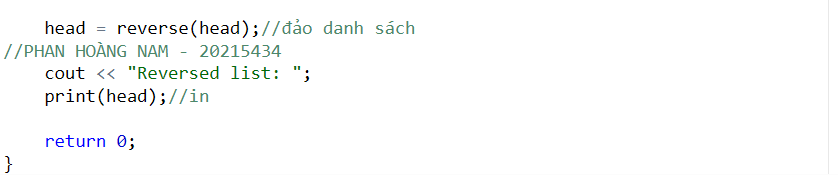 head = reverse(head);//đảo danh sách
//PHAN HOÀNG NAM - 20215434
cout << "Reversed list: ";
print(head);//in
return 0;
}